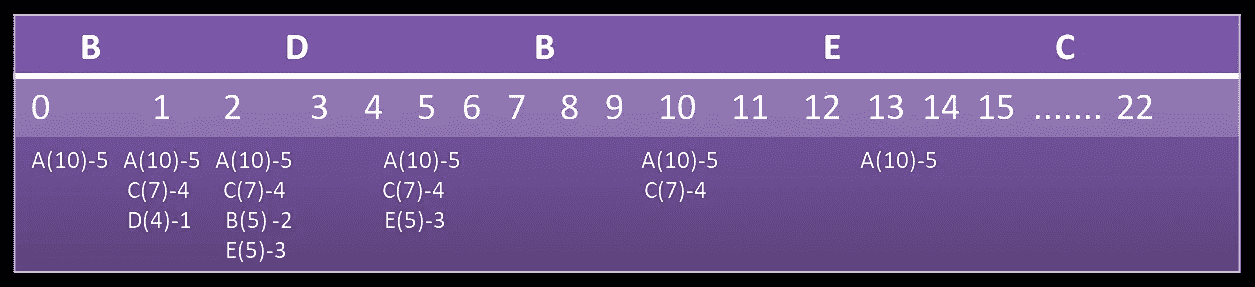 B D B E C
0 1 2 3 4 5 6 7 8 9 10 11 12 13 14 15 ....... 22
A(10)-5 A(10)-5 A(10)-5 A(10)-5 A(10)-5 A(10)-5
C(7)-4 C(7)-4 C(7)-4 C(7)-4
D(4)-1 B(5) -2 E(5)-3
E(5)-3